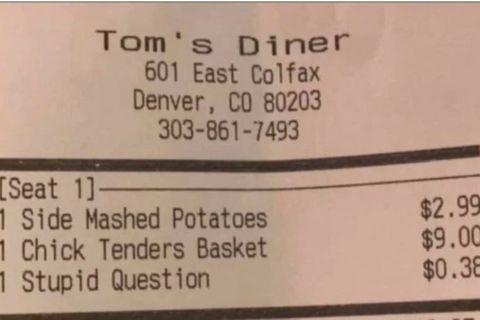 Tom's Diner
601 East Colfax
Denver, CO 80203
303-861-7493
[Seat 1]
1 Side Mashed Potatoes $2.99
1 Chick Tenders Basket $9.00
1 Stupid Question $0.38